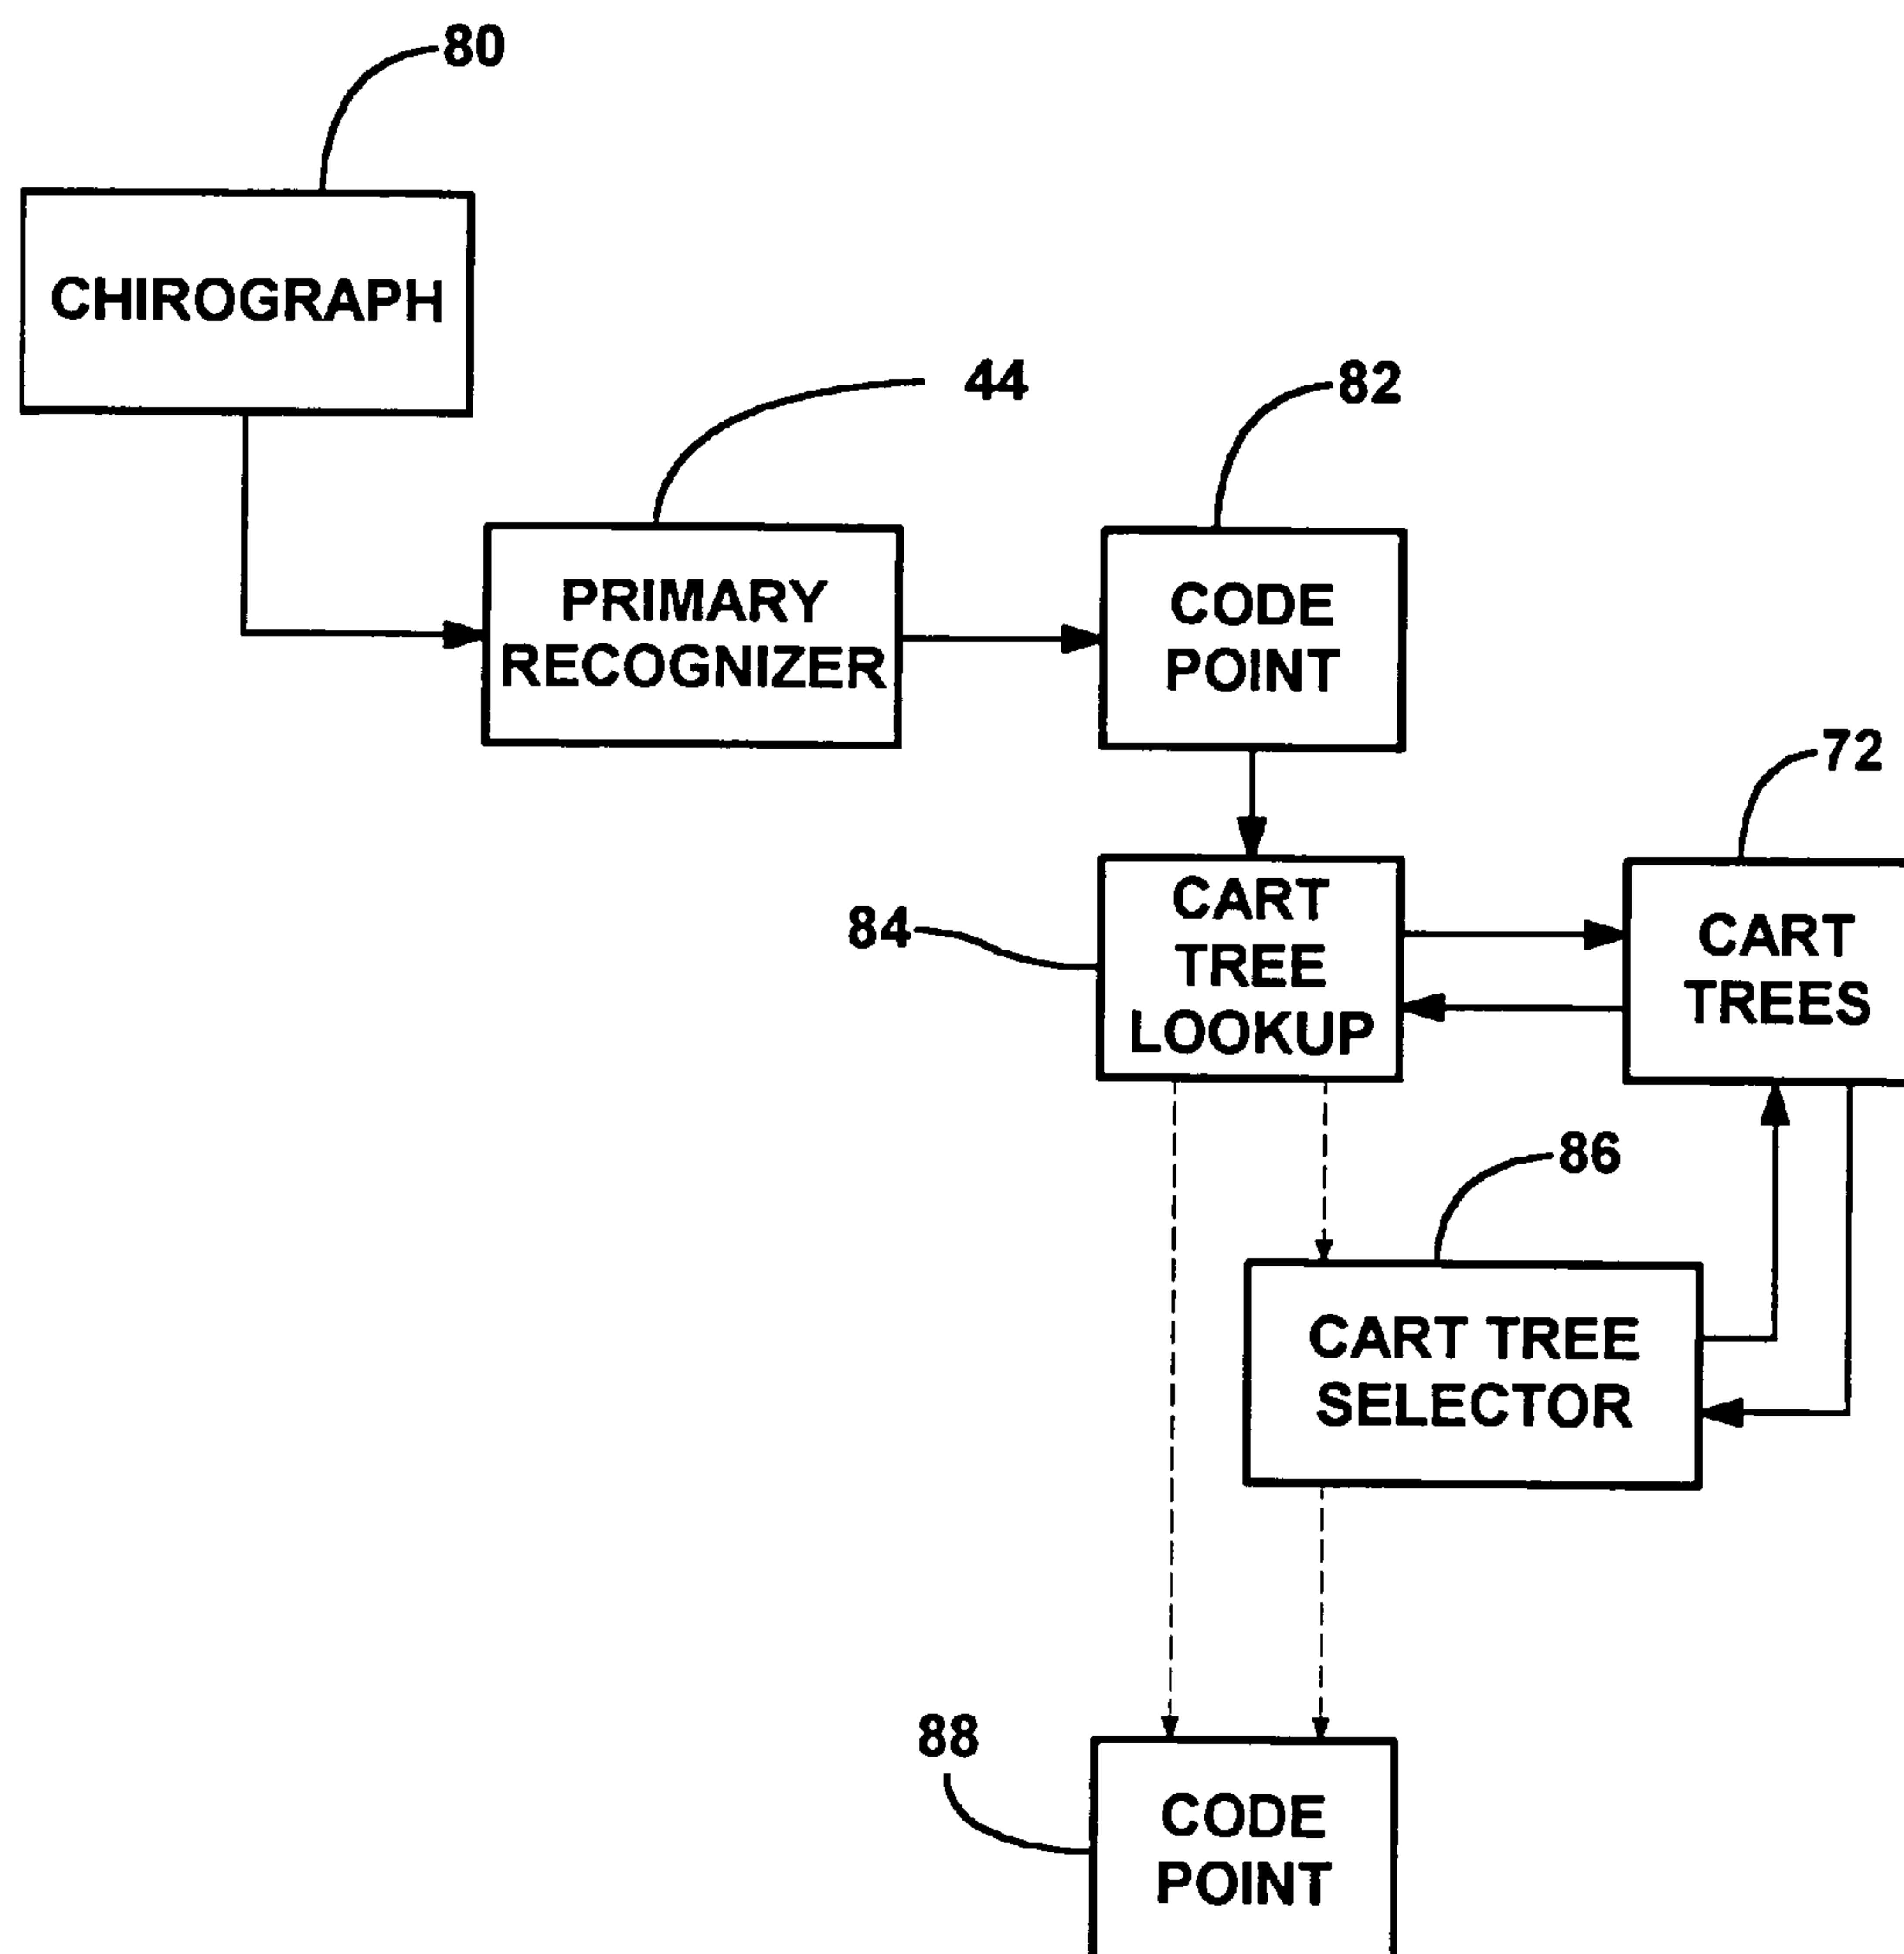 80
CHIROGRAPH
44
82
PRIMARY
RECOGNIZER
CODE
POINT
72
84
CART
TREE
LOOKUP
CART
TREES
86
CART TREE
SELECTOR
88
CODE
POINT